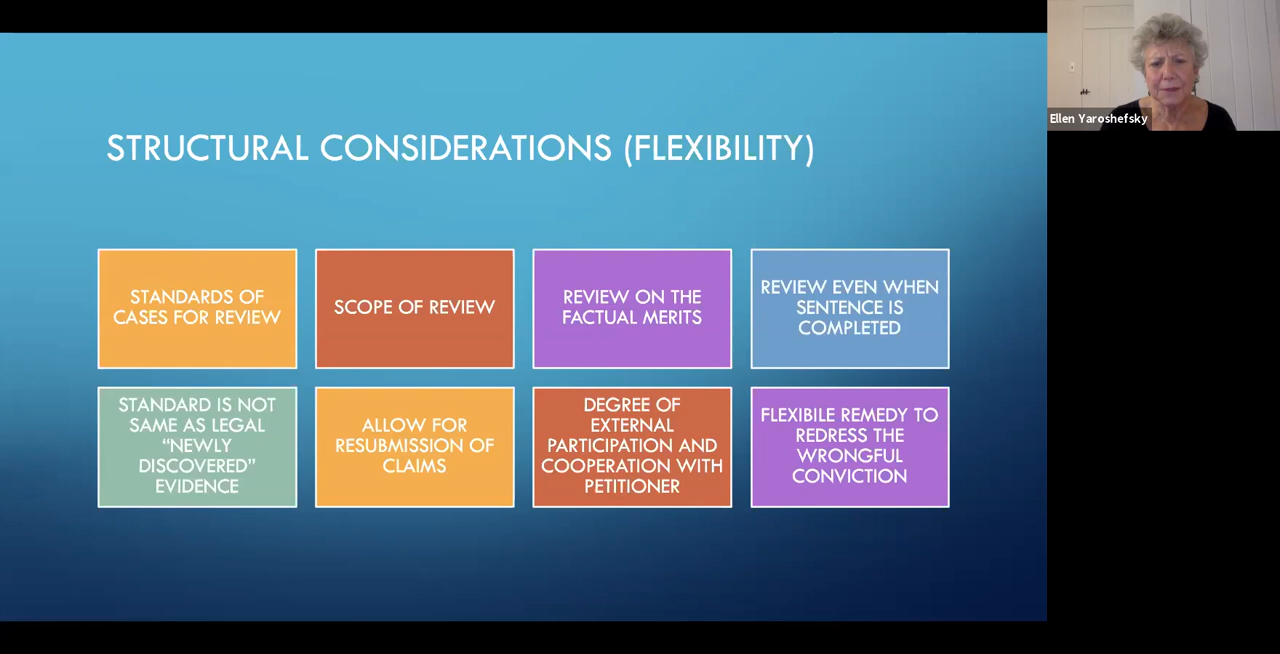 STRUCTURAL CONSIDERATIONS (FLEXIBILITY)
STANDARDS OF
CASES FOR REVIEW
SCOPE OF REVIEW
REVIEW ON THE
FACTUAL MERITS
REVIEW EVEN WHEN
SENTENCE IS
COMPLETED
STANDARD IS NOT
SAME AS LEGAL
“NEWLY
DISCOVERED”
EVIDENCE
ALLOW FOR
RESUBMISSION OF
CLAIMS
DEGREE OF
EXTERNAL
PARTICIPATION AND
COOPERATION WITH
PETITIONER
FLEXIBILE REMEDY TO
REDRESS THE
WRONGFUL
CONVICTION
Ellen Yaroshefsky